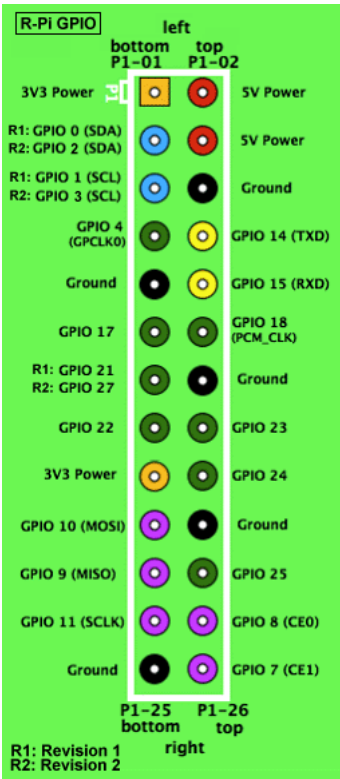 R-Pi GPIO
left
bottom top
P1-01 P1-02
3V3 Power P1 5V Power
R1: GPIO 0 (SDA)
R2: GPIO 2 (SDA)
5V Power
R1: GPIO 1 (SCL)
R2: GPIO 3 (SCL)
Ground
GPIO 4
(GPCLK0)
GPIO 14 (TXD)
Ground GPIO 15 (RXD)
GPIO 17
GPIO 18
(PCM_CLK)
R1: GPIO 21
R2: GPIO 27
Ground
GPIO 22 GPIO 23
3V3 Power GPIO 24
GPIO 10 (MOSI) Ground
GPIO 9 (MISO) GPIO 25
GPIO 11 (SCLK) GPIO 8 (CE0)
Ground GPIO 7 (CE1)
P1-25 P1-26
bottom top
right
R1: Revision 1
R2: Revision 2